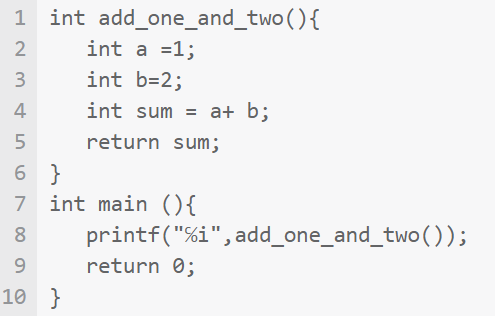 1 int add_one_and_two(){
2 int a =1;
3 int b=2;
4 int sum = a+ b;
5 return sum;
6 }
7 int main (){
8 printf("%i",add_one_and_two());
9 return 0;
10 }